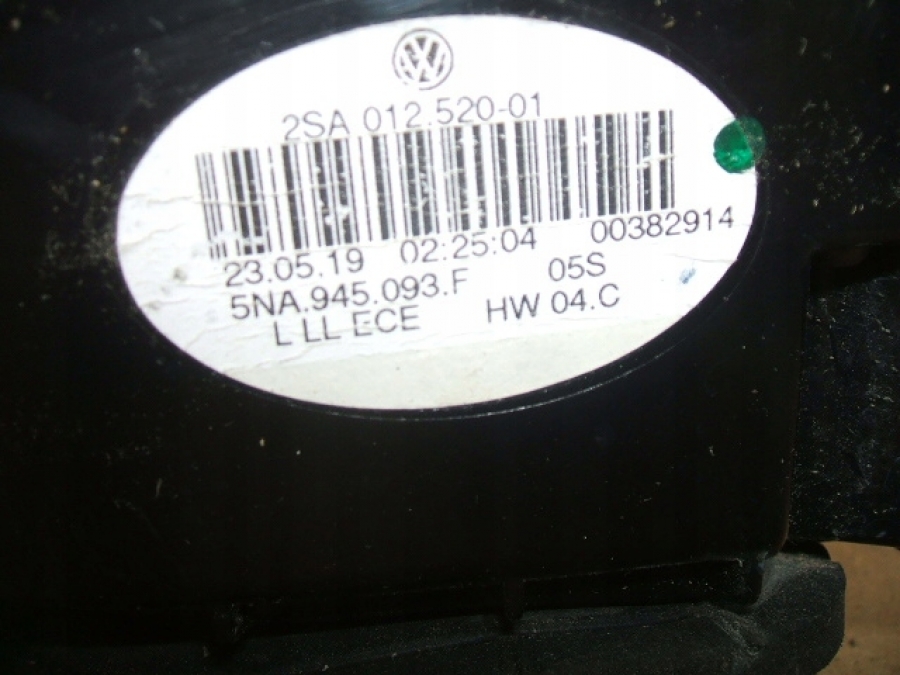 2SA 012.520-01
23.05.19 02:25:04 00382914
5NA.945.093.F 05S
L LL ECE HW 04.C